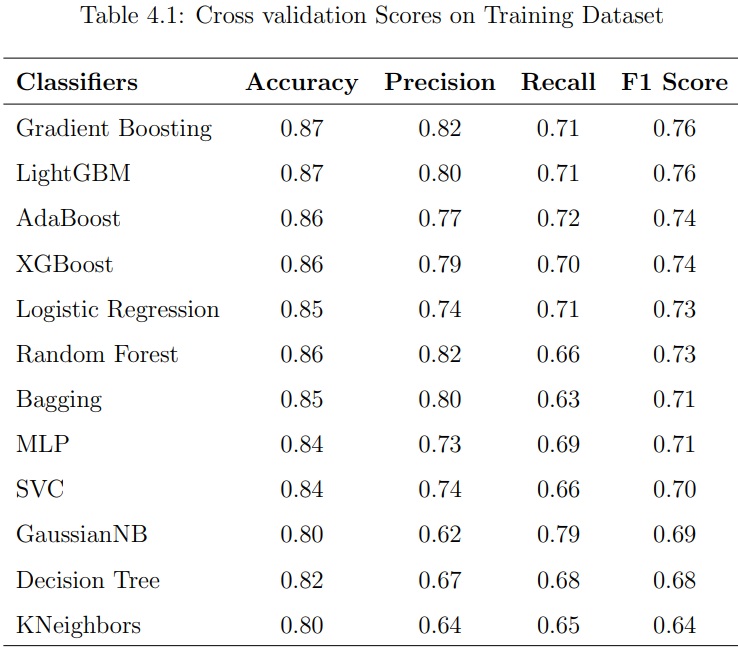 Table 4.1: Cross validation Scores on Training Dataset
Classifiers Accuracy Precision Recall F1 Score
Gradient Boosting 0.87 0.82 0.71 0.76
LightGBM 0.87 0.80 0.71 0.76
AdaBoost 0.86 0.77 0.72 0.74
XGBoost 0.86 0.79 0.70 0.74
Logistic Regression 0.85 0.74 0.71 0.73
Random Forest 0.86 0.82 0.66 0.73
Bagging 0.85 0.80 0.63 0.71
MLP 0.84 0.73 0.69 0.71
SVC 0.84 0.74 0.66 0.70
GaussianNB 0.80 0.62 0.79 0.69
Decision Tree 0.82 0.67 0.68 0.68
KNeighbors 0.80 0.64 0.65 0.64